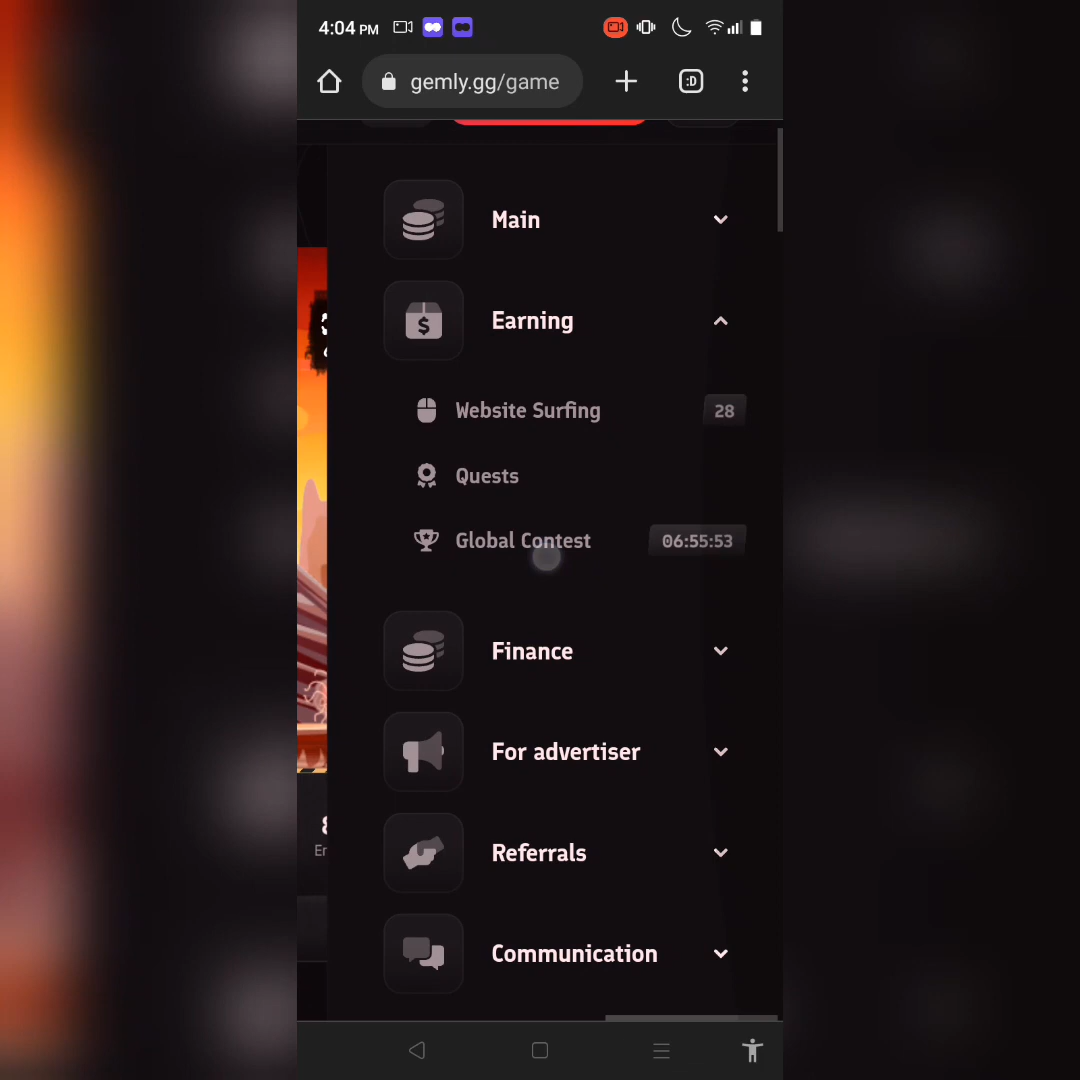 4:04 PM
gemly.gg/game
:D
Main
Earning
Website Surfing 28
Quests
Global Contest 06:55:53
Finance
For advertiser
Referrals
Communication